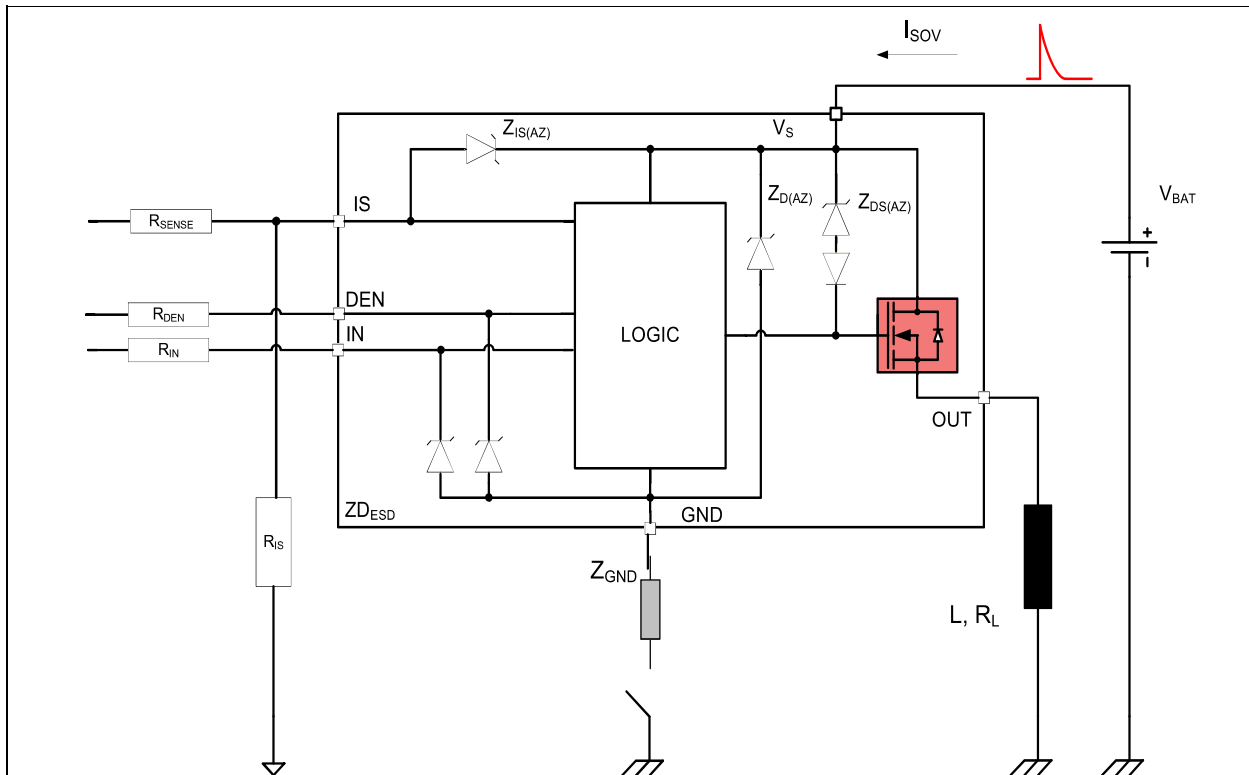 I_SOV
Z_IS(AZ)
V_S
Z_D(AZ)
Z_DS(AZ)
V_BAT
R_SENSE
IS
+
R_DEN
DEN
R_IN
IN
LOGIC
OUT
ZD_ESD
GND
R_IS
Z_GND
L, R_L